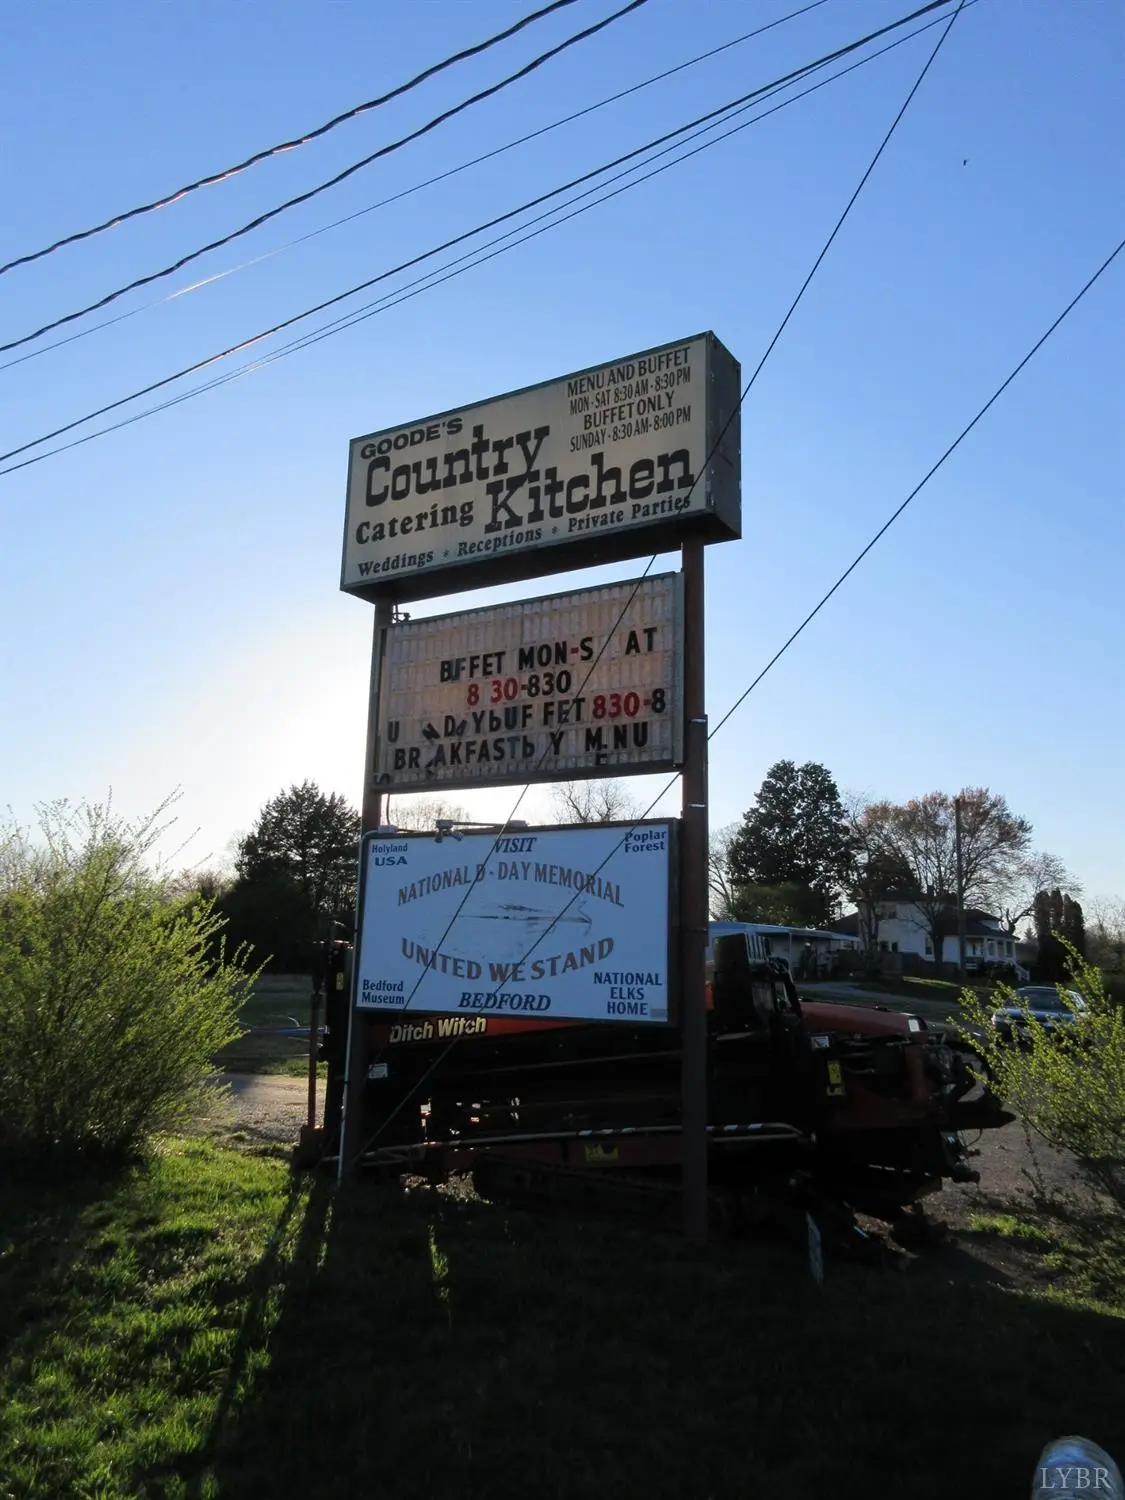 GOODE'S
Country
Kitchen
Catering
Weddings * Receptions * Private Parties
MENU AND BUFFET
MON - SAT 8:30 AM - 8:30 PM
BUFFET ONLY
SUNDAY - 8:30 AM - 8:00 PM
BFFET MON-S AT
8 30-830
U N DAYbUF FET 830-8
BR AKFASTb Y MENU
Holyland
USA
VISIT
Poplar
Forest
NATIONAL D - DAY MEMORIAL
UNITED WE STAND
Bedford
Museum
BEDFORD
NATIONAL
ELKS
HOME
Ditch Witch
LYBR